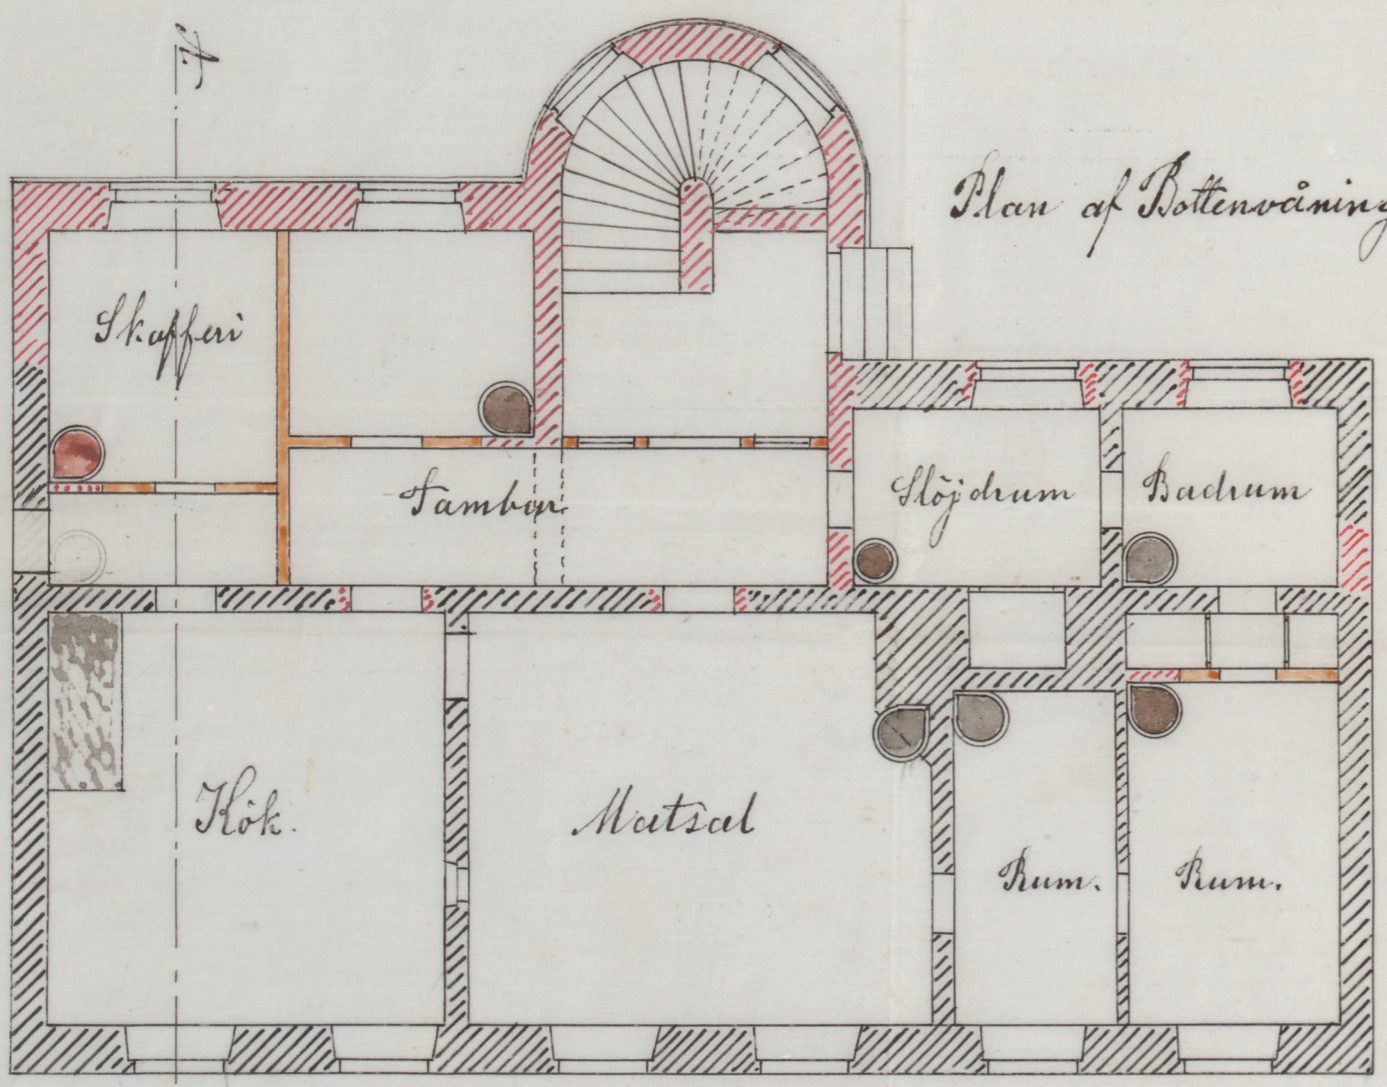 A.
Plan af Bottenvåning
Skafferi
Tambur
Slöjdrum
Badrum
Kök.
Matsal
Rum.
Rum.